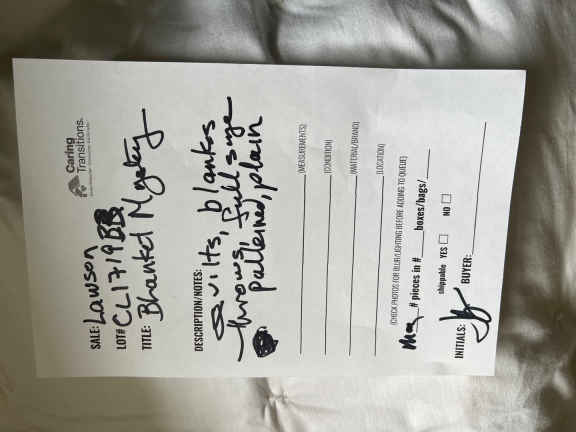 Caring
Transitions.
SALE: Lawson
LOT# CL1719BB
TITLE: Blanket Mystery
DESCRIPTION/NOTES:
Quilts, blanks
throws, full size
patterned, plain
(MEASUREMENTS)
(CONDITION)
(MATERIAL/BRAND)
(LOCATION)
(CHECK PHOTOS FOR BLUR/LIGHTING BEFORE ADDING TO QUEUE)
# pieces in # boxes/bags/
shippable YES NO
INITIALS: BUYER: